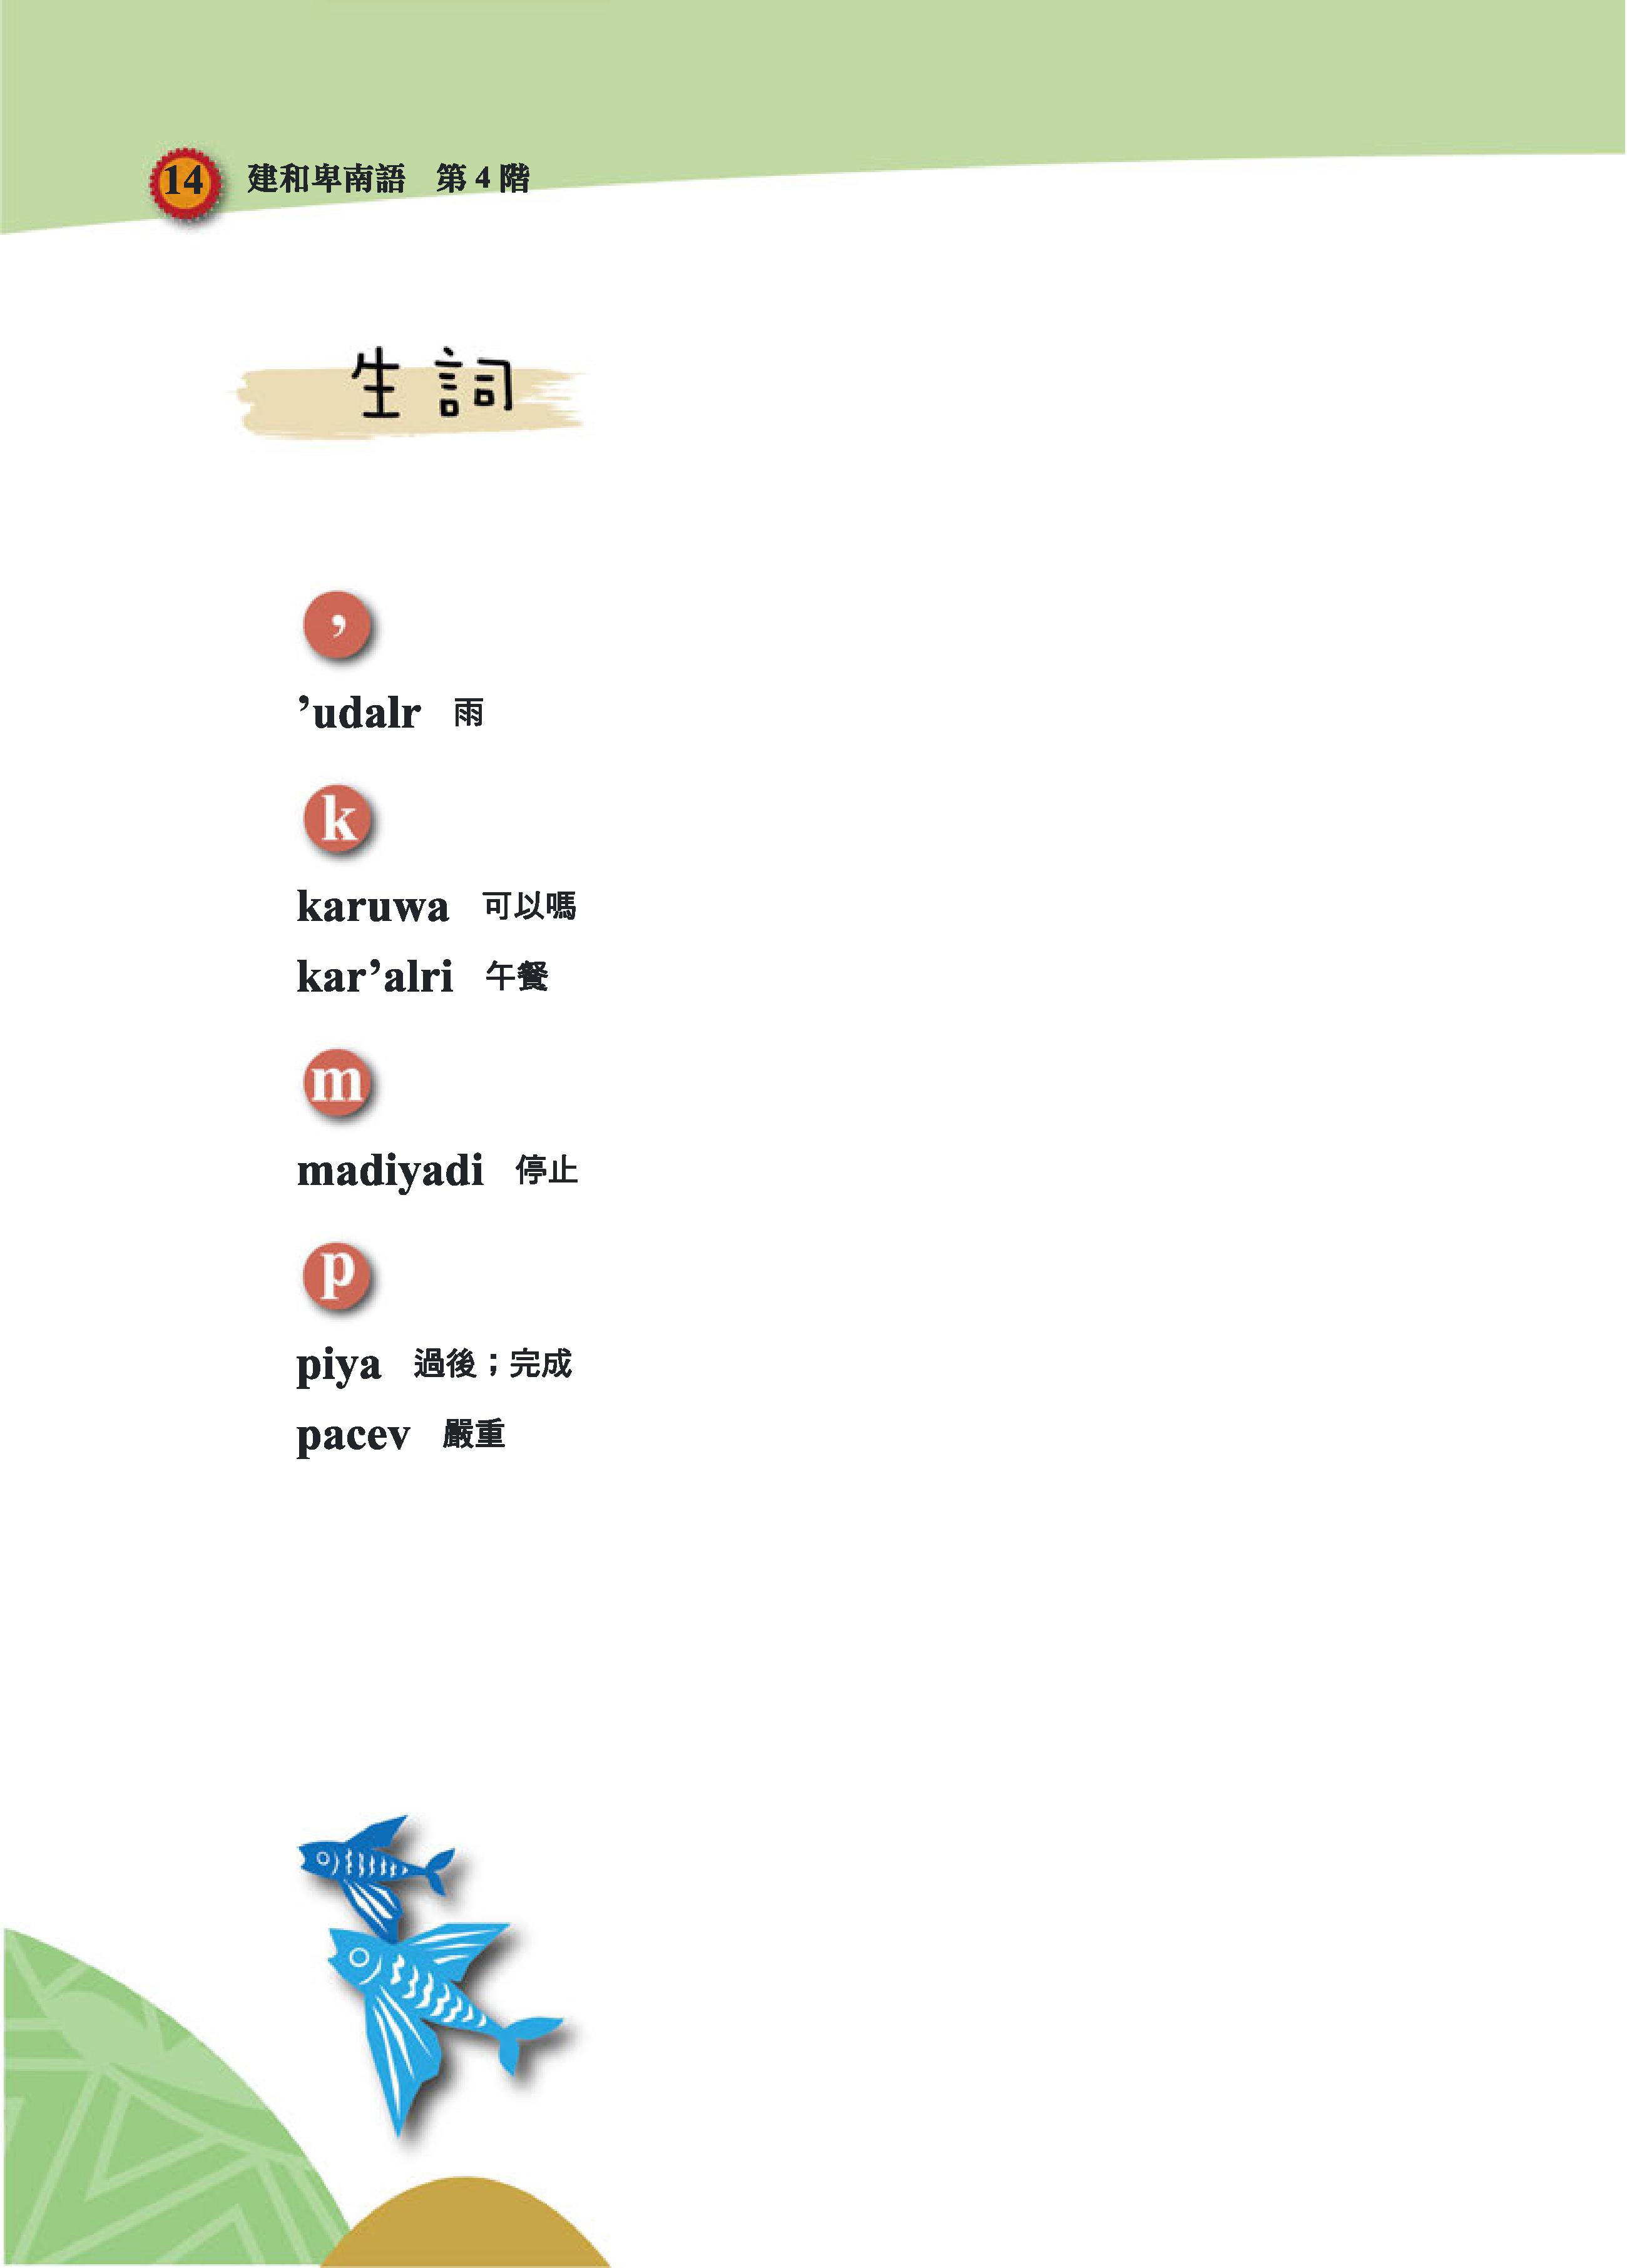 14 建和卑南語 第 4 階
生詞
’
’udalr 雨
k
karuwa 可以嗎
kar’alri 午餐
m
madiyadi 停止
p
piya 過後；完成
pacev 嚴重